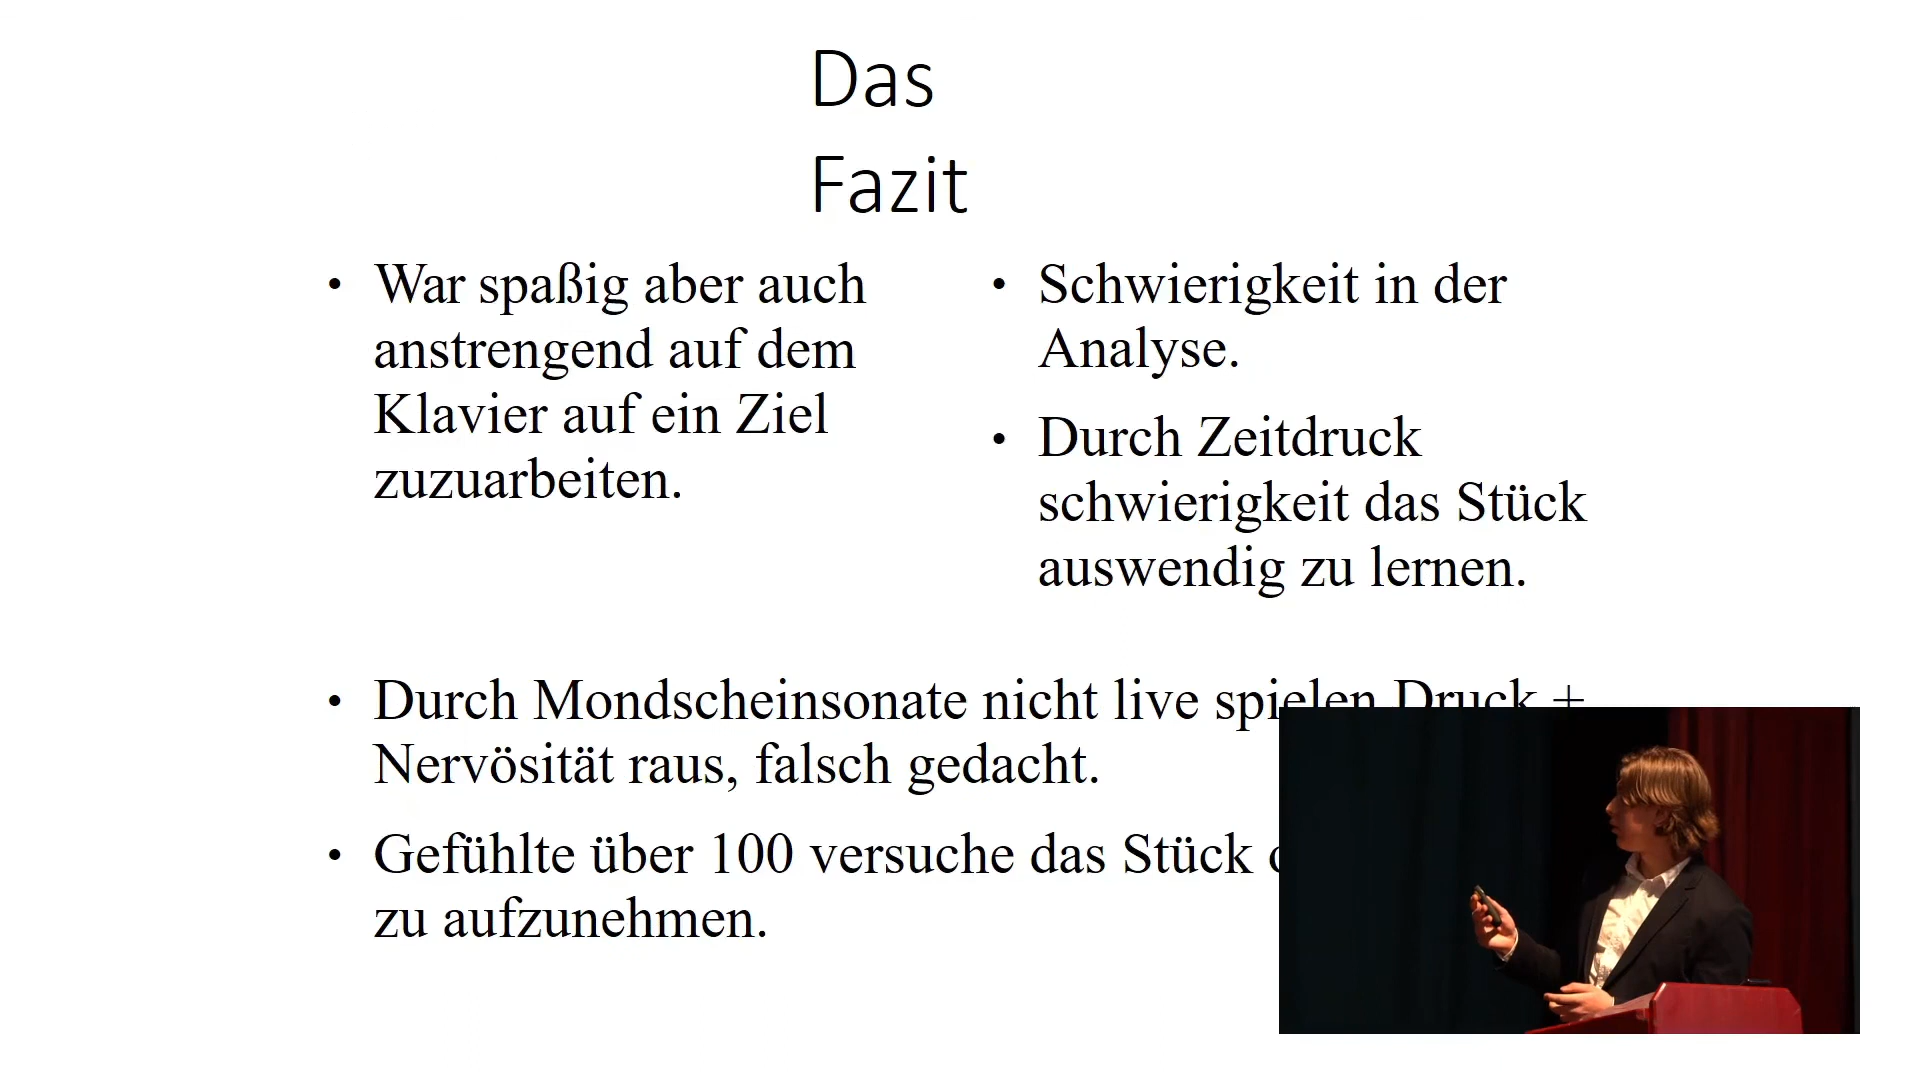 Das
Fazit
• War spaßig aber auch
anstrengend auf dem
Klavier auf ein Ziel
zuzuarbeiten.
• Schwierigkeit in der
Analyse.
• Durch Zeitdruck
schwierigkeit das Stück
auswendig zu lernen.
• Durch Mondscheinsonate nicht live spielen Druck +
Nervösität raus, falsch gedacht.
• Gefühlte über 100 versuche das Stück
zu aufzunehmen.